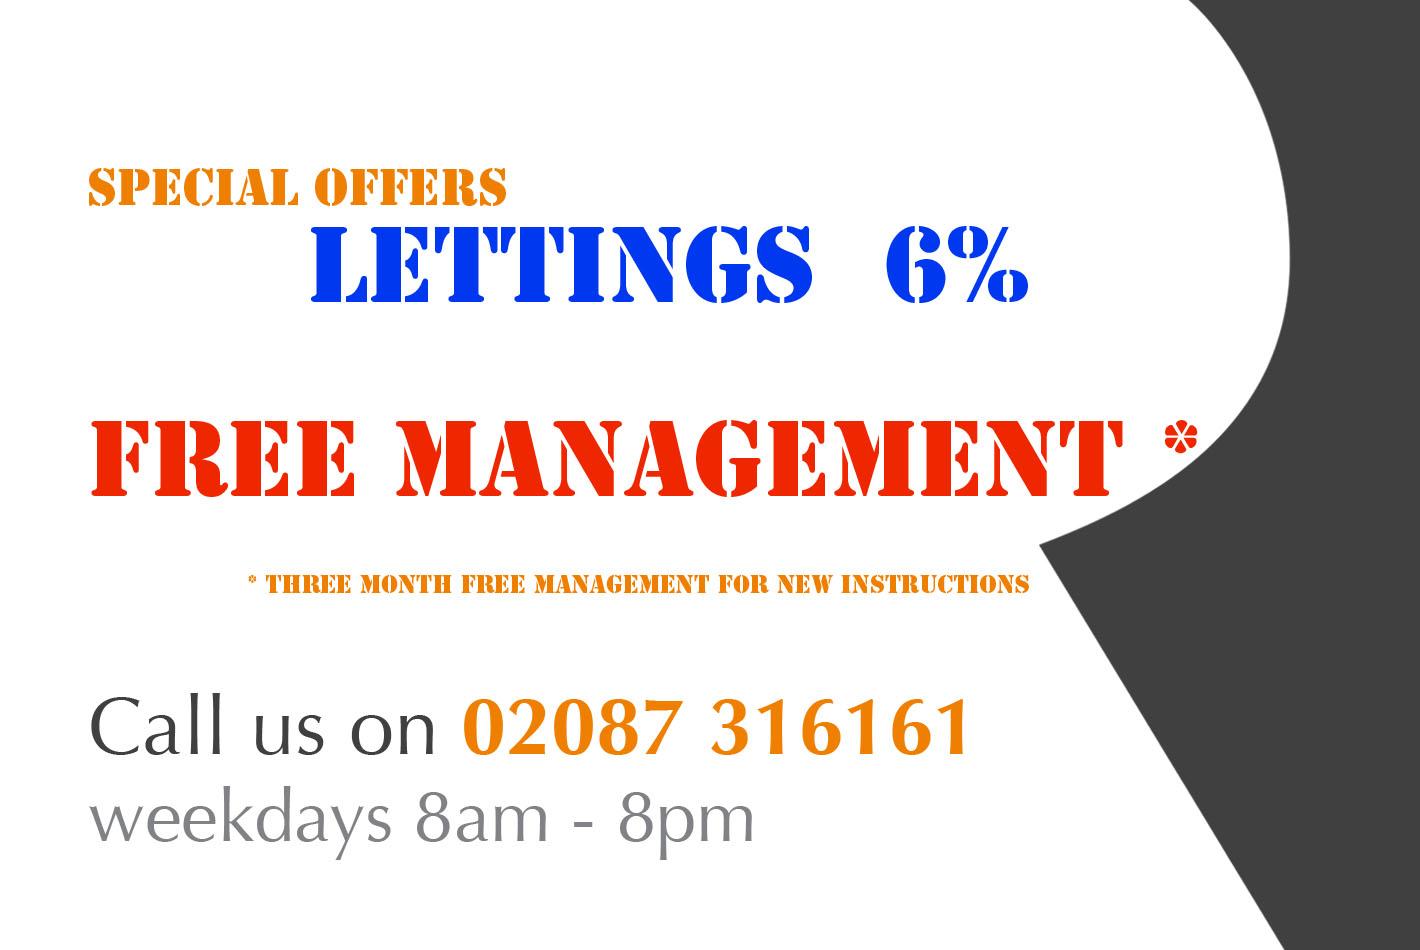 SPECIAL OFFERS
LETTINGS 6%
FREE MANAGEMENT *
* THREE MONTH FREE MANAGEMENT FOR NEW INSTRUCTIONS
Call us on 02087 316161
weekdays 8am - 8pm